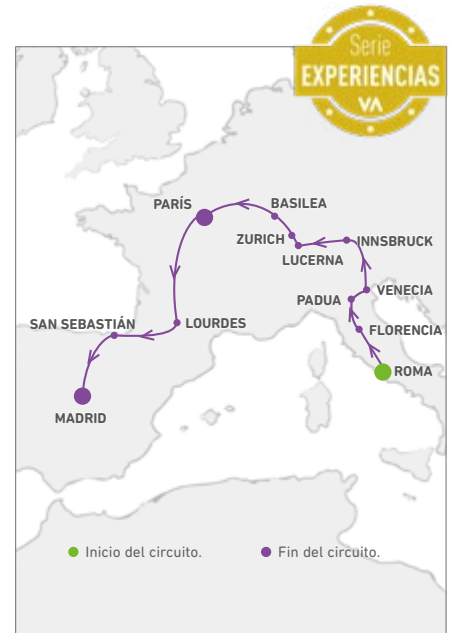 Serie
EXPERIENCIAS
VA
PARÍS
BASILEA
ZURICH
INNSBRUCK
LUCERNA
VENECIA
PADUA
SAN SEBASTIÁN
LOURDES
FLORENCIA
ROMA
MADRID
Inicio del circuito.
Fin del circuito.